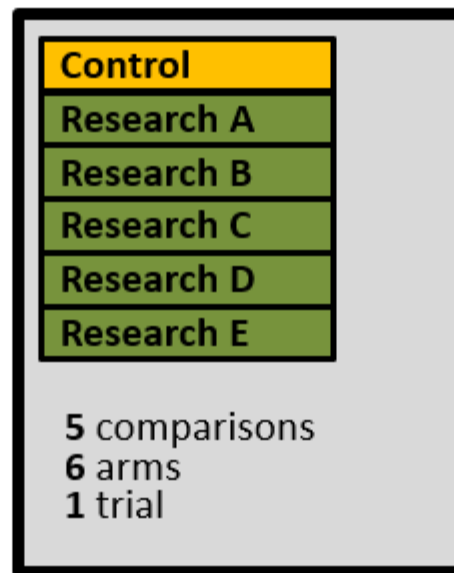 Control
Research A
Research B
Research C
Research D
Research E
5 comparisons
6 arms
1 trial